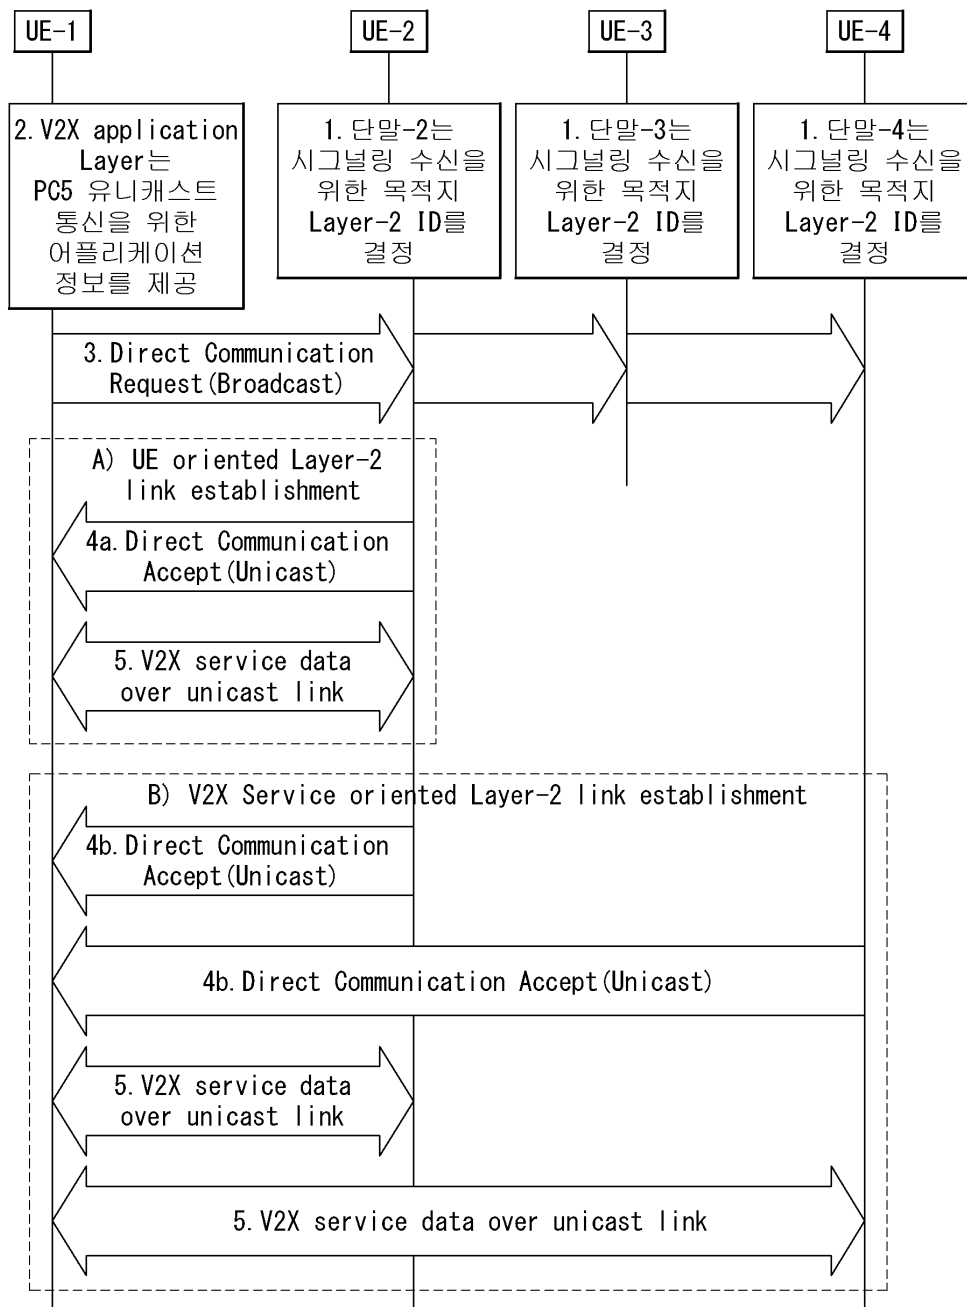 UE-1
UE-2
UE-3
UE-4
2. V2X application
Layer는
PC5 유니캐스트
통신을 위한
어플리케이션
정보를 제공
1. 단말-2는
시그널링 수신을
위한 목적지
Layer-2 ID를
결정
1. 단말-3는
시그널링 수신을
위한 목적지
Layer-2 ID를
결정
1. 단말-4는
시그널링 수신을
위한 목적지
Layer-2 ID를
결정
3. Direct Communication
Request(Broadcast)
A) UE oriented Layer-2
link establishment
4a. Direct Communication
Accept(Unicast)
5. V2X service data
over unicast link
B) V2X Service oriented Layer-2 link establishment
4b. Direct Communication
Accept(Unicast)
4b. Direct Communication Accept(Unicast)
5. V2X service data
over unicast link
5. V2X service data over unicast link